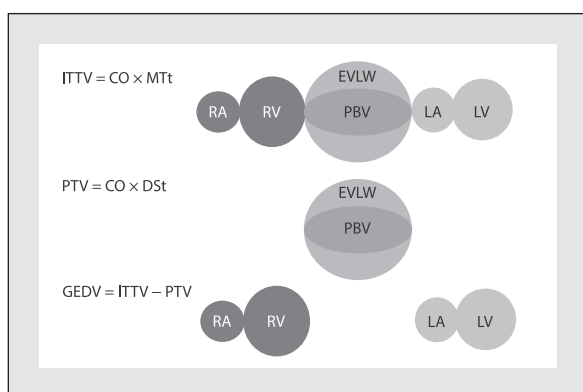 ITTV = CO × MTt
EVLW
RA RV PBV LA LV
PTV = CO × DSt
EVLW
PBV
GEDV = ITTV – PTV
RA RV LA LV